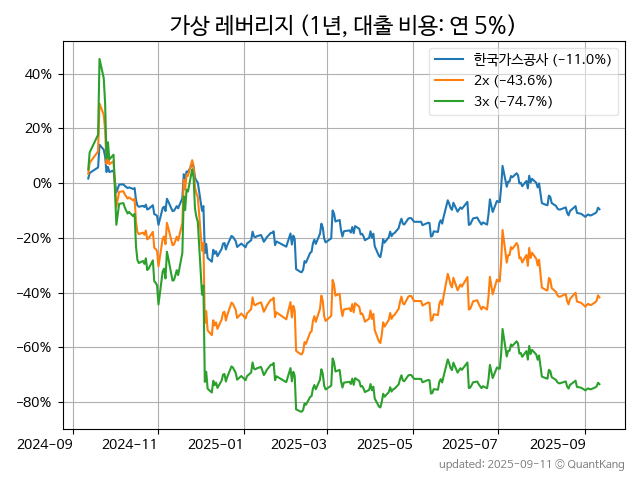 가상 레버리지 (1년, 대출 비용: 연 5%)
한국가스공사 (-11.0%)
2x (-43.6%)
3x (-74.7%)
40%
20%
0%
-20%
-40%
-60%
-80%
2024-09 2024-11 2025-01 2025-03 2025-05 2025-07 2025-09
updated: 2025-09-11 © QuantKang